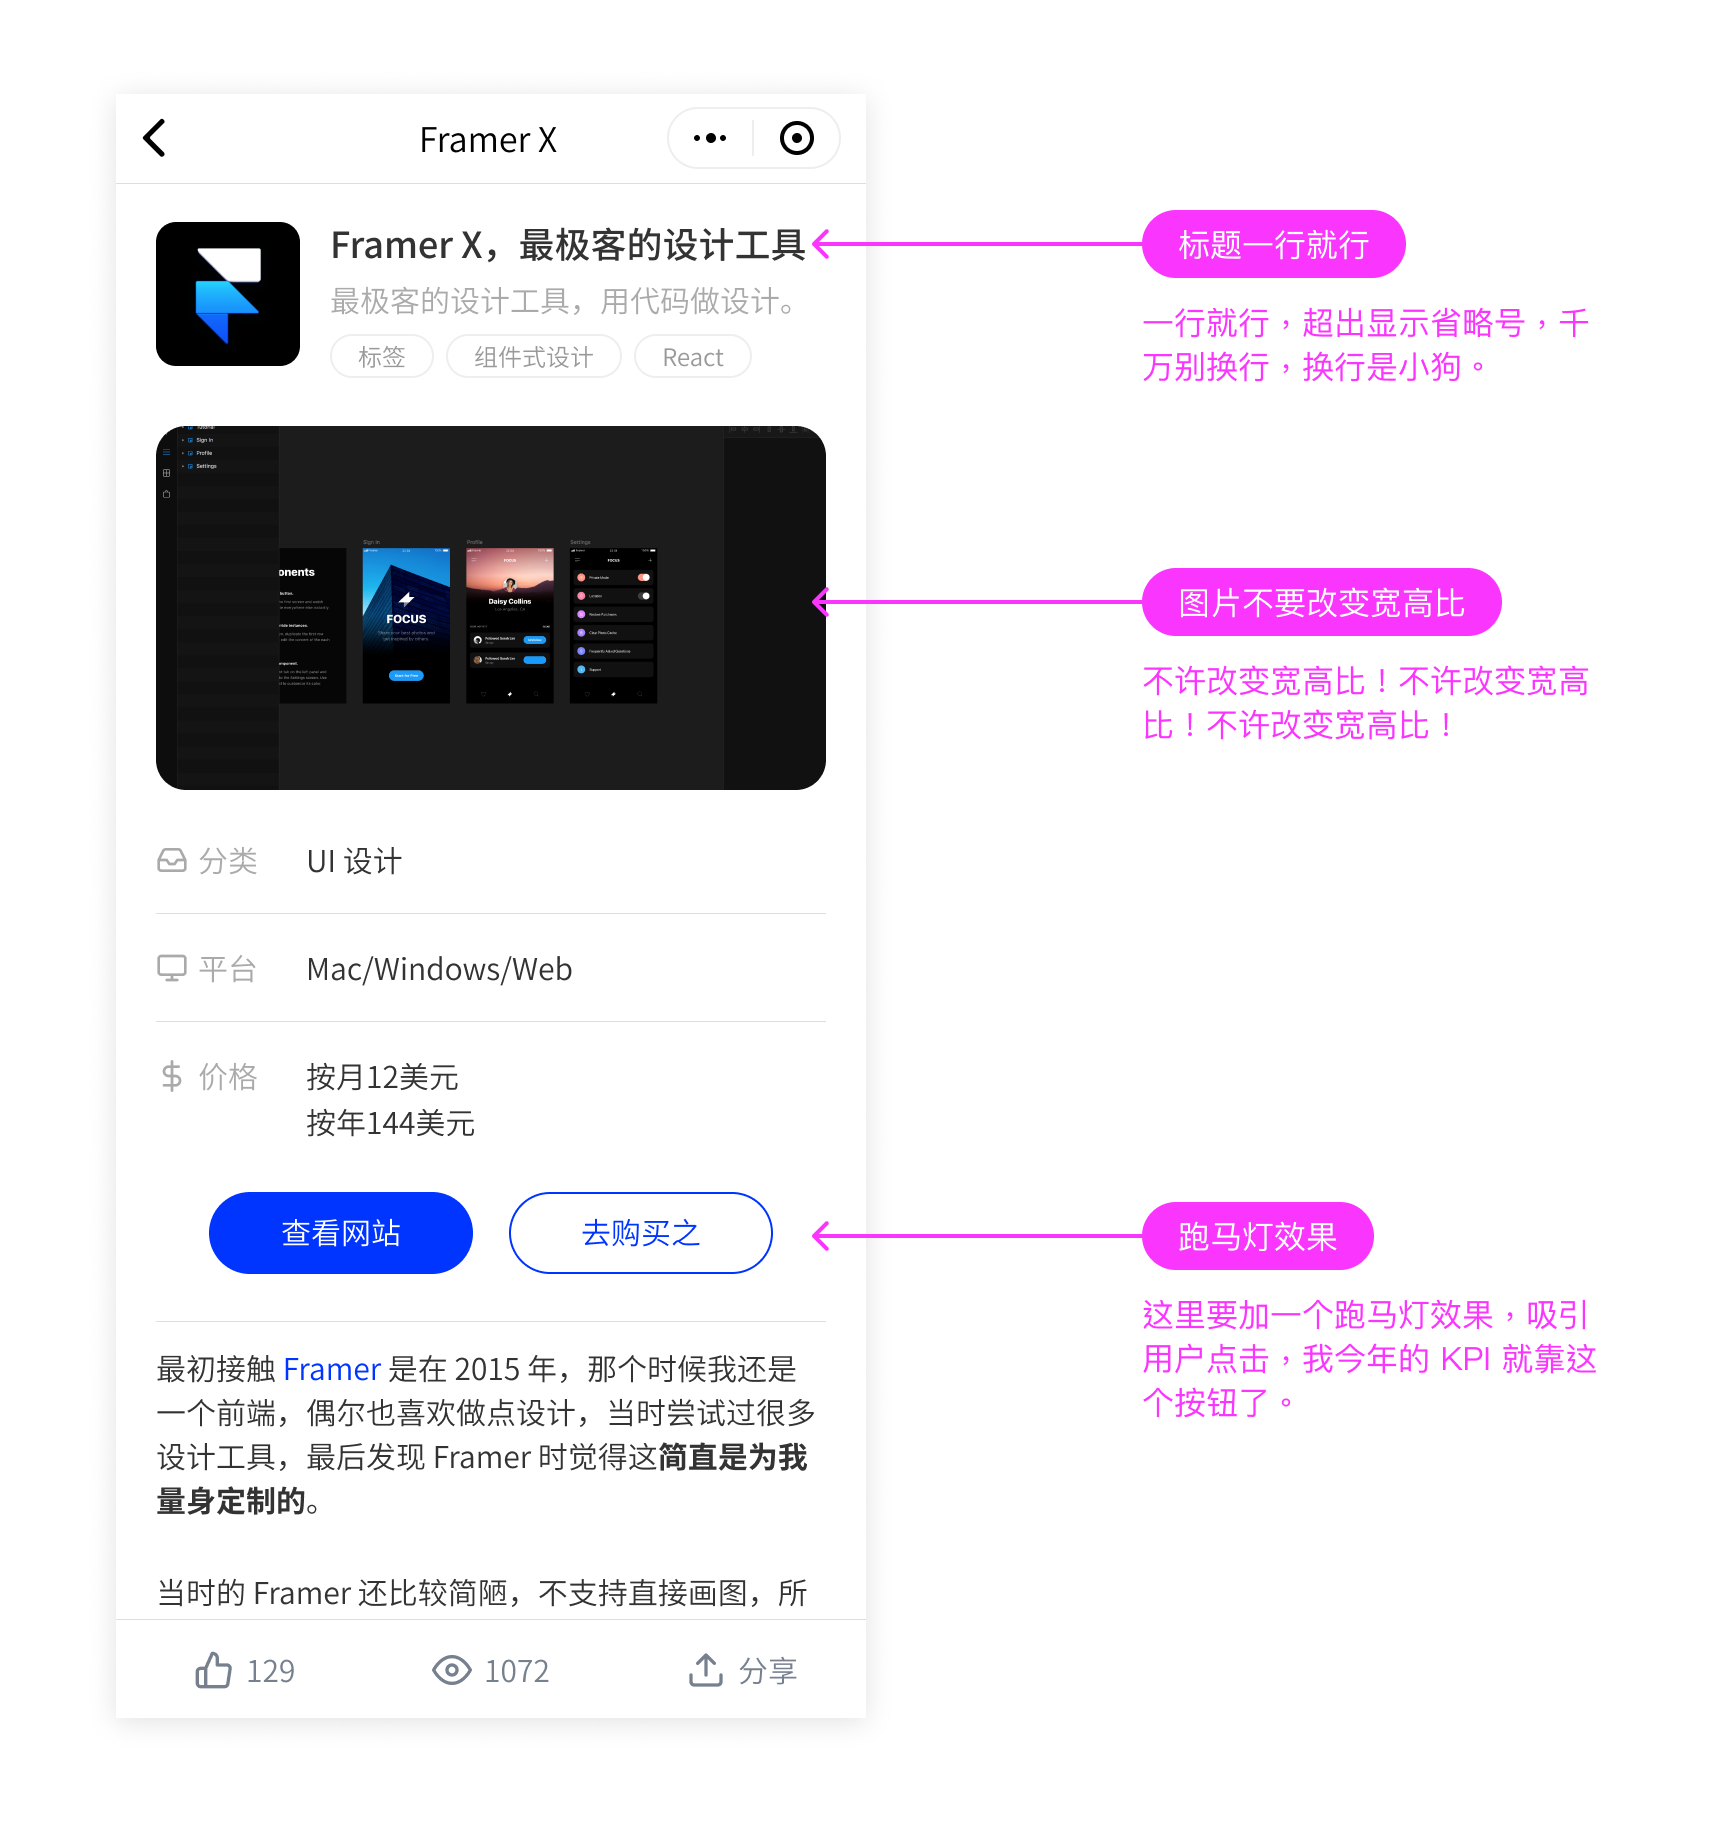 Framer X
Framer X，最极客的设计工具
最极客的设计工具，用代码做设计。
标签
组件式设计
React
标题一行就行
一行就行，超出显示省略号，千
万别换行，换行是小狗。
Sign In
Profile
Settings
Sign In
Profile
Settings
onents
FOCUS
FOCUS
Daisy Collins
FOCUS
Private Mode
Location
Support
图片不要改变宽高比
不许改变宽高比！不许改变宽高
比！不许改变宽高比！
分类
UI 设计
平台
Mac/Windows/Web
价格
按月12美元
按年144美元
查看网站
去购买之
跑马灯效果
这里要加一个跑马灯效果，吸引
用户点击，我今年的 KPI 就靠这
个按钮了。
最初接触 Framer 是在 2015 年，那个时候我还是
一个前端，偶尔也喜欢做点设计，当时尝试过很多
设计工具，最后发现 Framer 时觉得这简直是为我
量身定制的。
当时的 Framer 还比较简陋，不支持直接画图，所
129
1072
分享